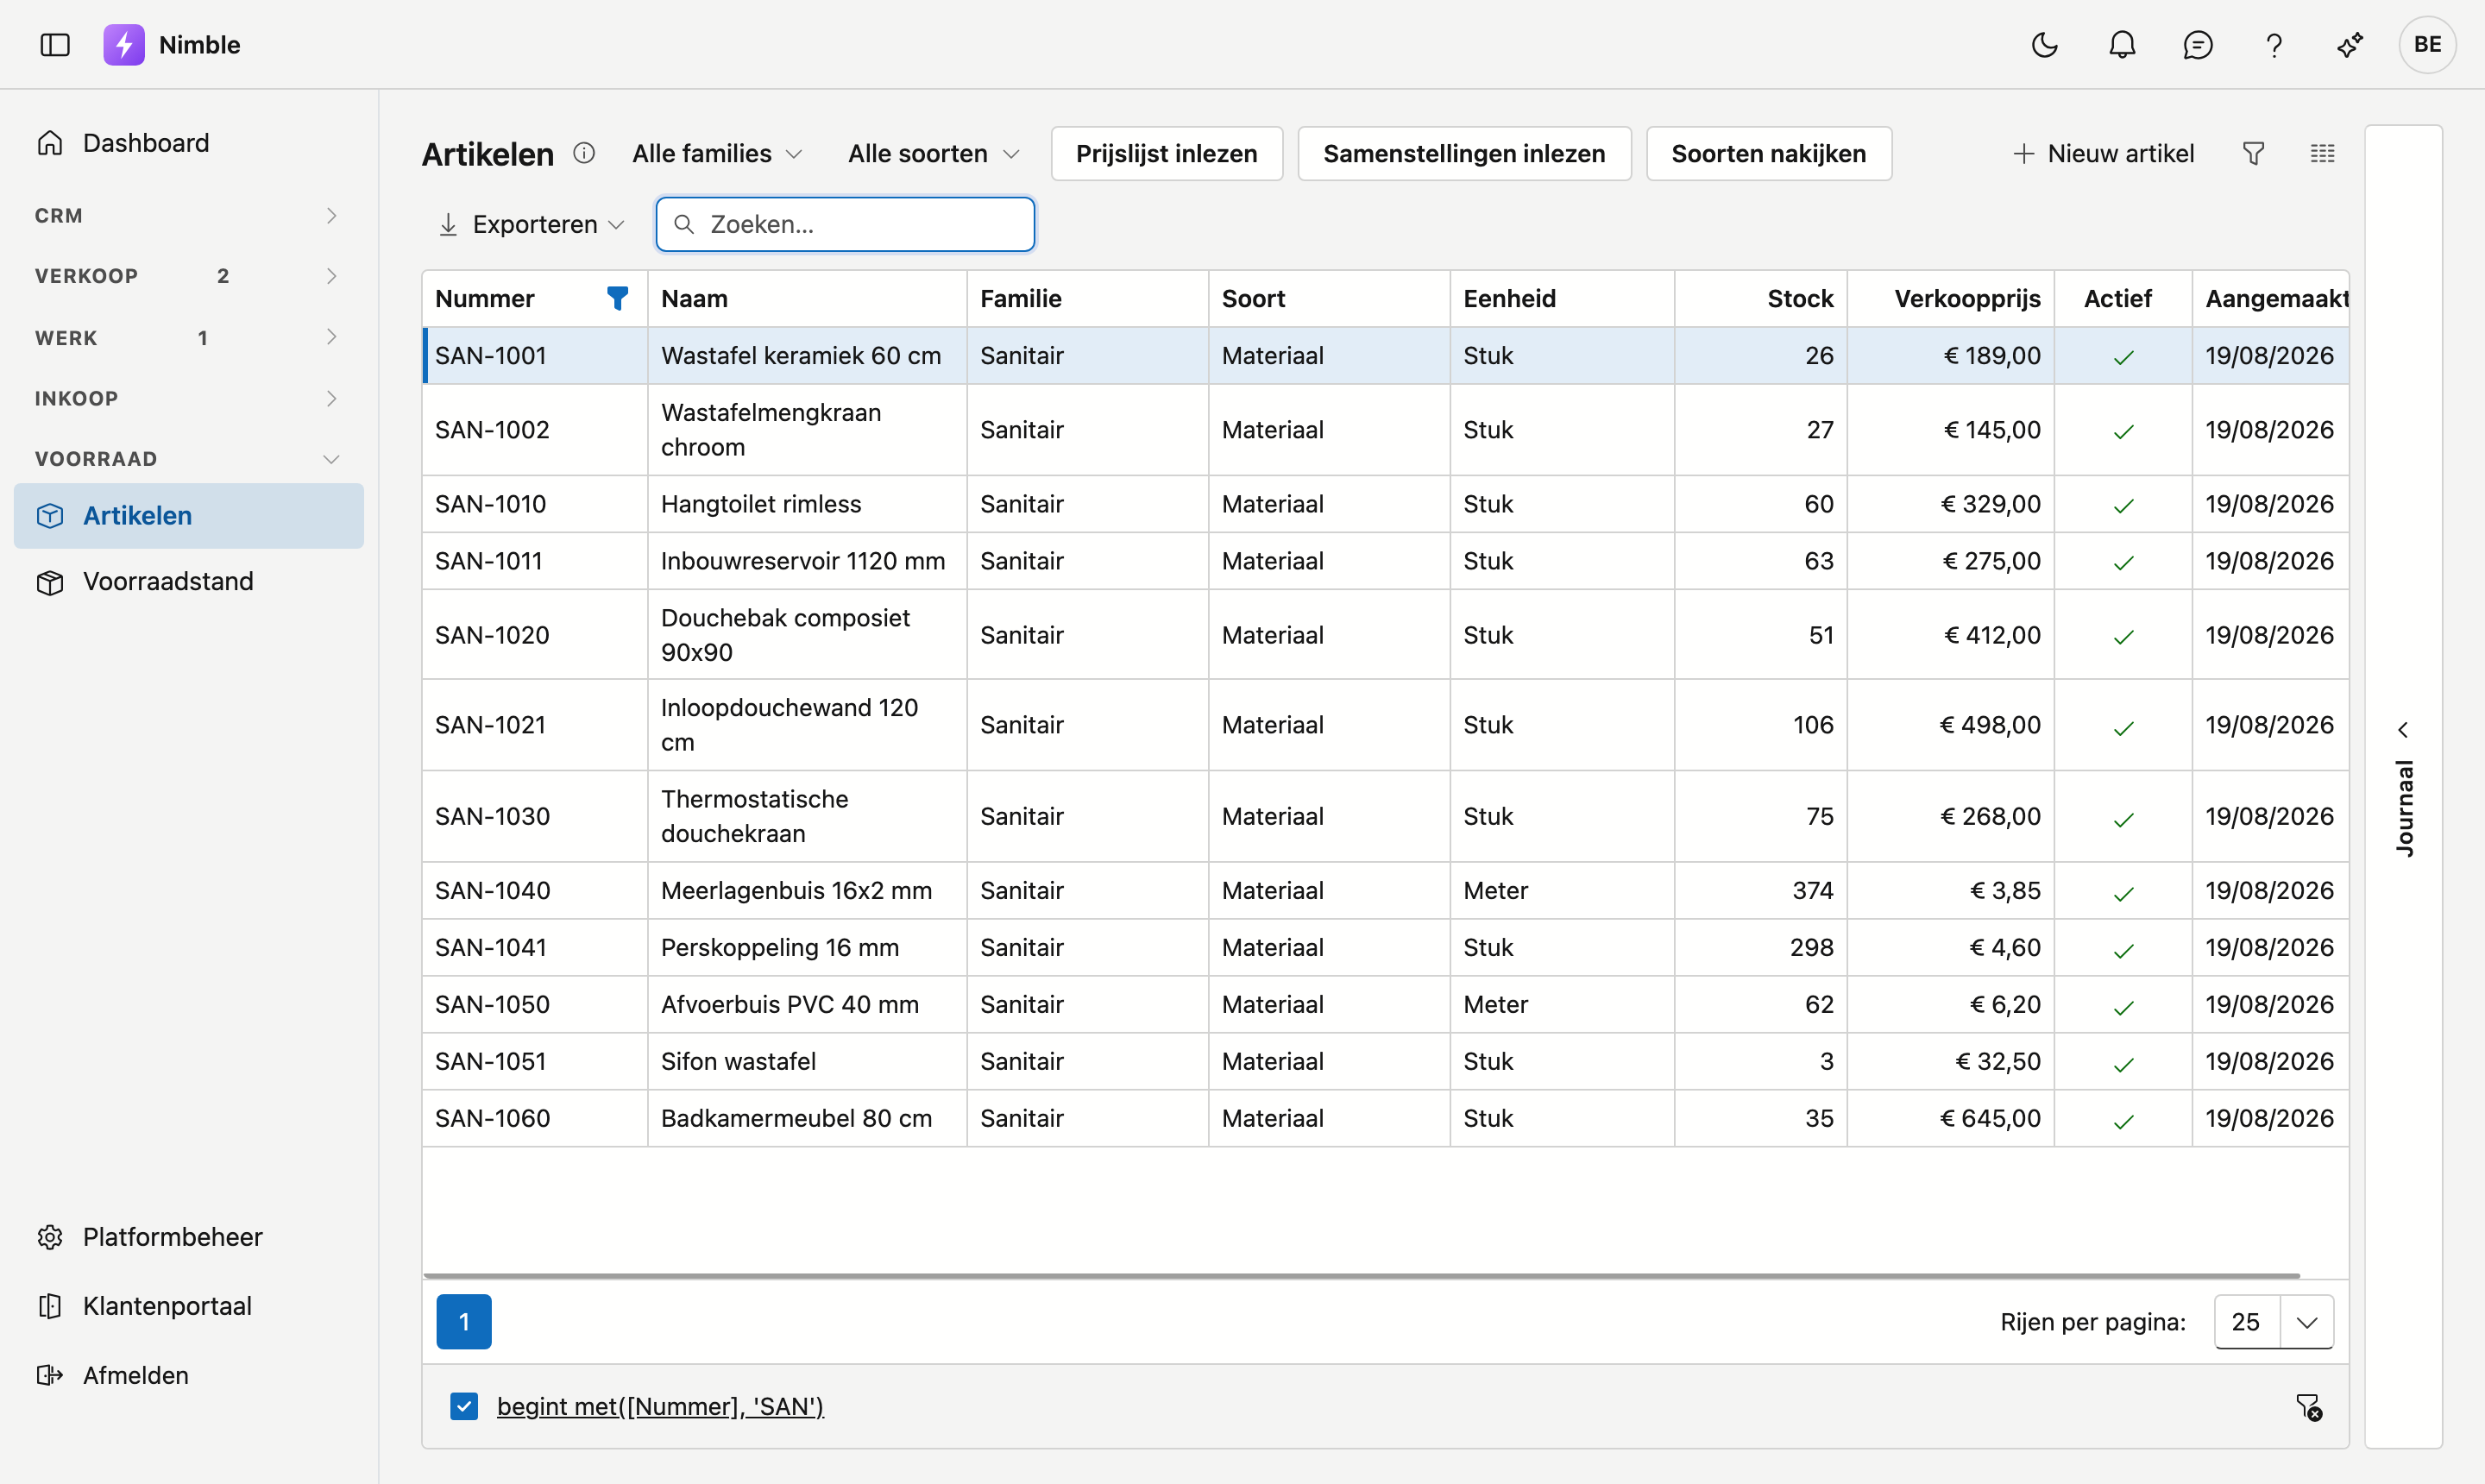 Nimble
BE
Dashboard
CRM
VERKOOP 2
WERK 1
INKOOP
VOORRAAD
Artikelen
Voorraadstand
Platformbeheer
Klantenportaal
Afmelden
Artikelen Alle families Alle soorten Prijslijst inlezen Samenstellingen inlezen Soorten nakijken Nieuw artikel
Exporteren Zoeken...
Nummer Naam Familie Soort Eenheid Stock Verkoopprijs Actief Aangemaakt
SAN-1001 Wastafel keramiek 60 cm Sanitair Materiaal Stuk 26 € 189,00 19/08/2026
SAN-1002 Wastafelmengkraan
chroom Sanitair Materiaal Stuk 27 € 145,00 19/08/2026
SAN-1010 Hangtoilet rimless Sanitair Materiaal Stuk 60 € 329,00 19/08/2026
SAN-1011 Inbouwreservoir 1120 mm Sanitair Materiaal Stuk 63 € 275,00 19/08/2026
SAN-1020 Douchebak composiet
90x90 Sanitair Materiaal Stuk 51 € 412,00 19/08/2026
SAN-1021 Inloopdouchewand 120
cm Sanitair Materiaal Stuk 106 € 498,00 19/08/2026
SAN-1030 Thermostatische
douchekraan Sanitair Materiaal Stuk 75 € 268,00 19/08/2026
SAN-1040 Meerlagenbuis 16x2 mm Sanitair Materiaal Meter 374 € 3,85 19/08/2026
SAN-1041 Perskoppeling 16 mm Sanitair Materiaal Stuk 298 € 4,60 19/08/2026
SAN-1050 Afvoerbuis PVC 40 mm Sanitair Materiaal Meter 62 € 6,20 19/08/2026
SAN-1051 Sifon wastafel Sanitair Materiaal Stuk 3 € 32,50 19/08/2026
SAN-1060 Badkamermeubel 80 cm Sanitair Materiaal Stuk 35 € 645,00 19/08/2026
1 Rijen per pagina: 25
begint met([Nummer], 'SAN')
Journaal